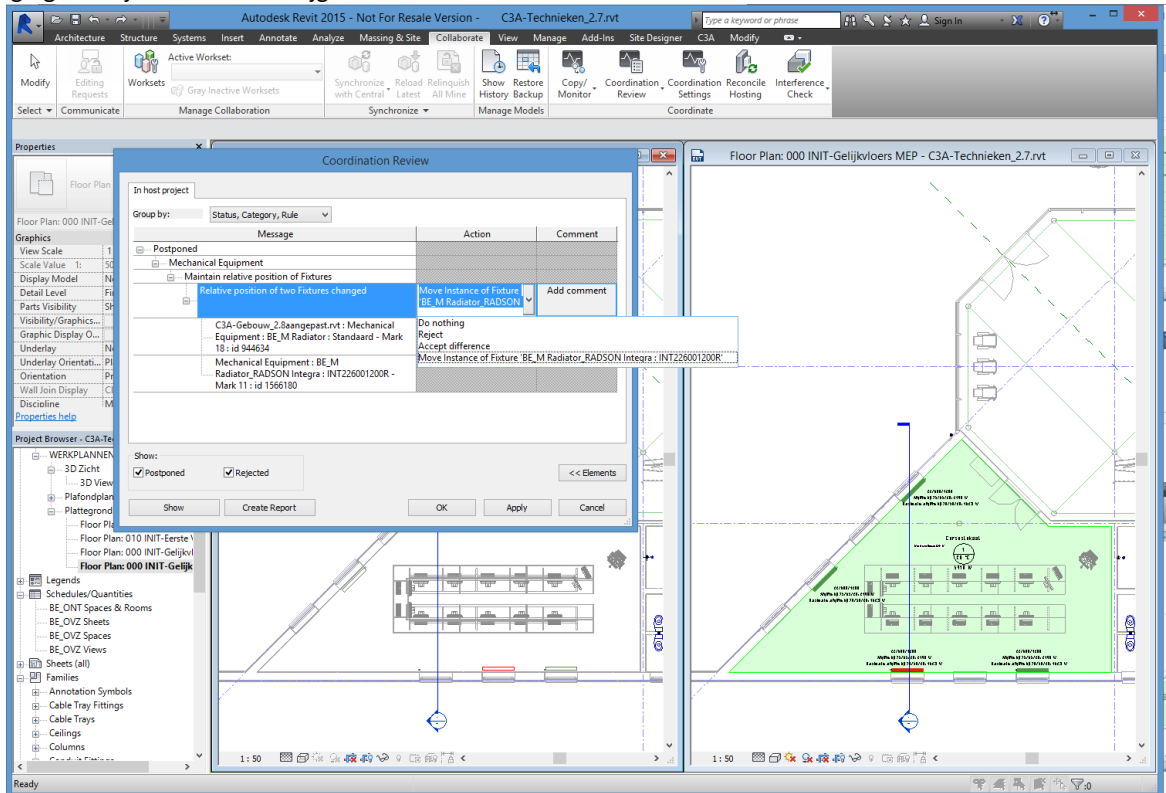 Autodesk Revit 2015 - Not For Resale Version - C3A-Technieken_2.7.rvt
Type a keyword or phrase
Sign In
Architecture Structure Systems Insert Annotate Analyze Massing & Site Collaborate View Manage Add-Ins Site Designer C3A Modify
Modify
Editing Requests
Worksets
Active Workset:
Gray Inactive Worksets
Synchronize with Central
Reload Latest
Relinquish All Mine
Show History
Restore Backup
Copy/ Monitor
Coordination Review
Coordination Settings
Reconcile Hosting
Interference Check
Select Communicate Manage Collaboration Synchronize Manage Models Coordinate
Properties
Floor Plan
Floor Plan: 000 INIT-Gel
Graphics
View Scale 1
Scale Value 1: 50
Display Model
Detail Level
Parts Visibility
Visibility/Graphics...
Graphic Display O...
Underlay
Underlay Orientati...
Orientation
Wall Join Display
Discipline
Properties help
Project Browser - C3A-Te
WERKPLANNEN
3D Zicht
3D View
Plafondplan
Plattegrond
Floor Pla
Floor Plan: 010 INIT-Eerste
Floor Plan: 000 INIT-Gelijkvl
Floor Plan: 000 INIT-Gelijk
Legends
Schedules/Quantities
BE_ONT Spaces & Rooms
BE_OVZ Sheets
BE_OVZ Spaces
BE_OVZ Views
Sheets (all)
Families
Annotation Symbols
Cable Tray Fittings
Cable Trays
Ceilings
Columns
Conduit Fittings
Coordination Review
In host project
Group by: Status, Category, Rule
Message Action Comment
Postponed
Mechanical Equipment
Maintain relative position of Fixtures
Relative position of two Fixtures changed
Move Instance of Fixture
'BE_M Radiator_RADSON
Add comment
C3A-Gebouw_2.8aangepast.rvt : Mechanical
Equipment : BE_M Radiator : Standaard - Mark
18 : id 944634
Mechanical Equipment : BE_M
Radiator_RADSON Integra : INT226001200R -
Mark 11 : id 1566180
Do nothing
Reject
Accept difference
Move Instance of Fixture 'BE_M Radiator_RADSON Integra : INT226001200R'
Show:
Postponed Rejected
<< Elements
Show Create Report OK Apply Cancel
Floor Plan: 000 INIT-Gelijkvloers MEP - C3A-Technieken_2.7.rvt
1 : 50
1 : 50
Ready
:0